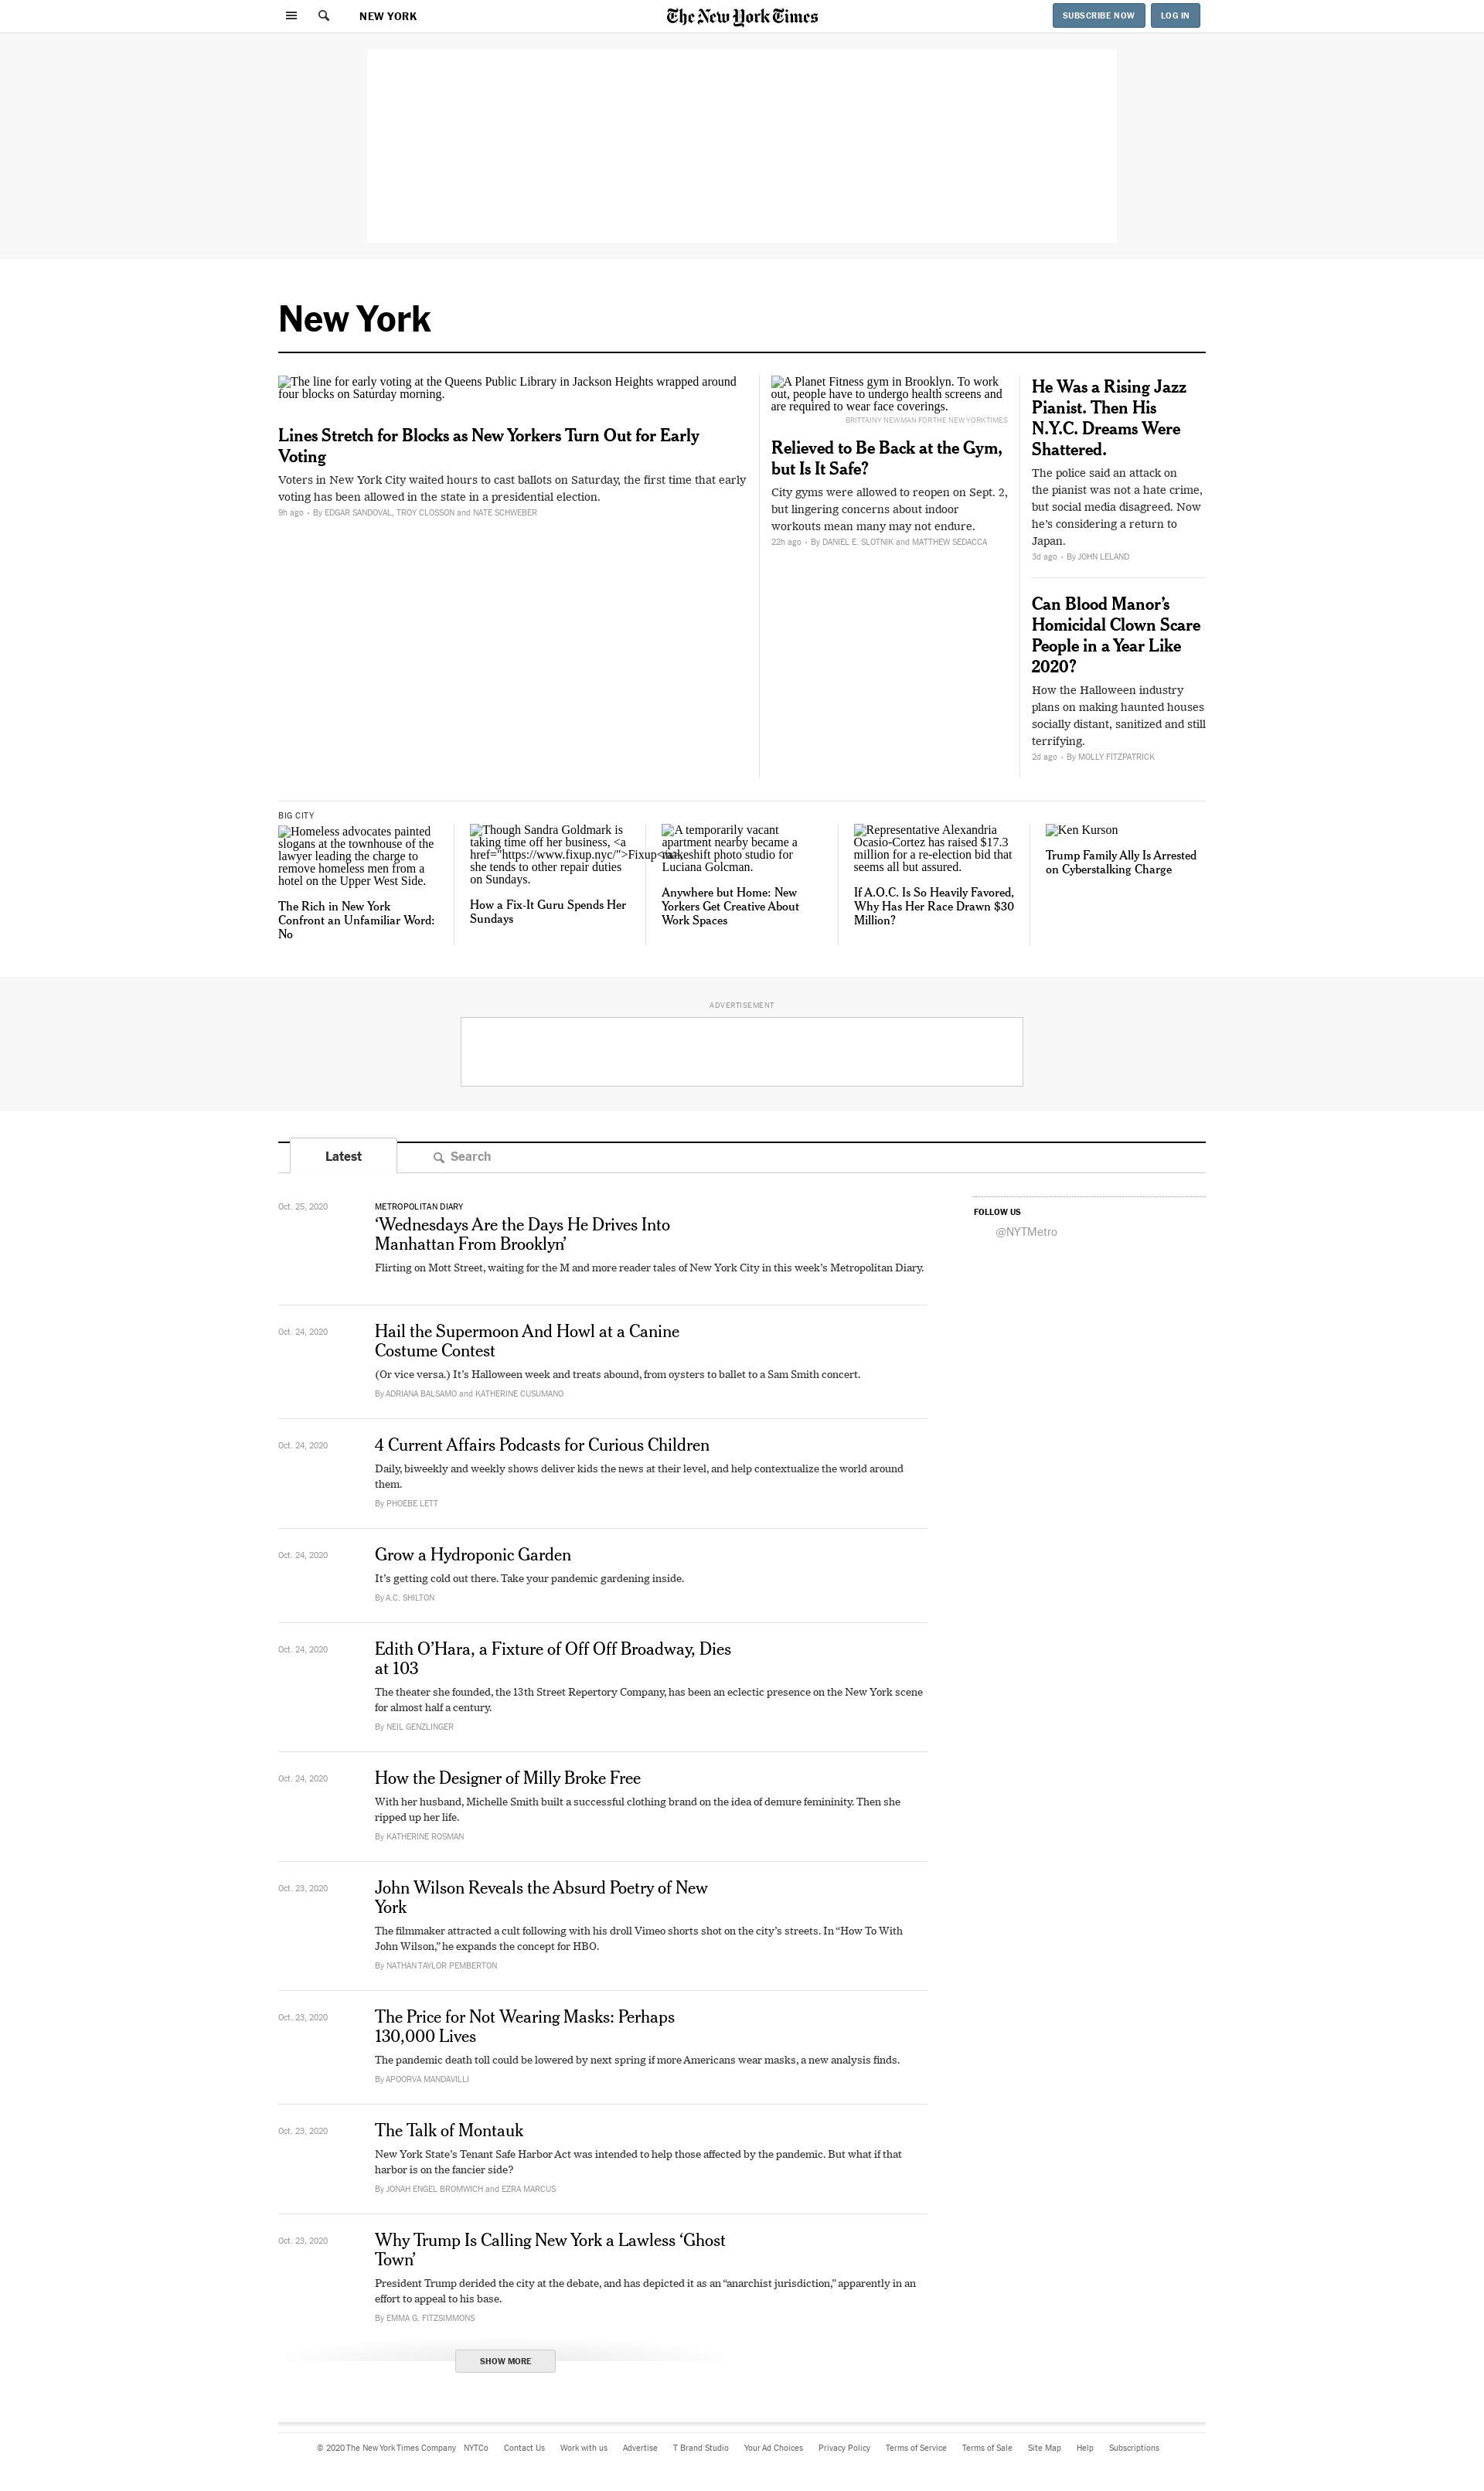 NEW YORK
The New York Times
SUBSCRIBE NOW
LOG IN
New York
The line for early voting at the Queens Public Library in Jackson Heights wrapped around
four blocks on Saturday morning.
Lines Stretch for Blocks as New Yorkers Turn Out for Early
Voting
Voters in New York City waited hours to cast ballots on Saturday, the first time that early
voting has been allowed in the state in a presidential election.
9h ago • By EDGAR SANDOVAL, TROY CLOSSON and NATE SCHWEBER
A Planet Fitness gym in Brooklyn. To work
out, people have to undergo health screens and
are required to wear face coverings.
BRITTAINY NEWMAN FOR THE NEW YORK TIMES
Relieved to Be Back at the Gym,
but Is It Safe?
City gyms were allowed to reopen on Sept. 2,
but lingering concerns about indoor
workouts mean many may not endure.
22h ago • By DANIEL E. SLOTNIK and MATTHEW SEDACCA
He Was a Rising Jazz
Pianist. Then His
N.Y.C. Dreams Were
Shattered.
The police said an attack on
the pianist was not a hate crime,
but social media disagreed. Now
he’s considering a return to
Japan.
3d ago • By JOHN LELAND
Can Blood Manor’s
Homicidal Clown Scare
People in a Year Like
2020?
How the Halloween industry
plans on making haunted houses
socially distant, sanitized and still
terrifying.
2d ago • By MOLLY FITZPATRICK
BIG CITY
Homeless advocates painted
slogans at the townhouse of the
lawyer leading the charge to
remove homeless men from a
hotel on the Upper West Side.
The Rich in New York
Confront an Unfamiliar Word:
No
Though Sandra Goldmark is
taking time off her business, <a
href="https://www.fixup.nyc/">Fixup</a>,
she tends to other repair duties
on Sundays.
How a Fix-It Guru Spends Her
Sundays
A temporarily vacant
apartment nearby became a
makeshift photo studio for
Luciana Golcman.
Anywhere but Home: New
Yorkers Get Creative About
Work Spaces
Representative Alexandria
Ocasio-Cortez has raised $17.3
million for a re-election bid that
seems all but assured.
If A.O.C. Is So Heavily Favored,
Why Has Her Race Drawn $30
Million?
Ken Kurson
Trump Family Ally Is Arrested
on Cyberstalking Charge
ADVERTISEMENT
Latest
Search
Oct. 25, 2020
METROPOLITAN DIARY
‘Wednesdays Are the Days He Drives Into
Manhattan From Brooklyn’
Flirting on Mott Street, waiting for the M and more reader tales of New York City in this week’s Metropolitan Diary.
FOLLOW US
@NYTMetro
Oct. 24, 2020
Hail the Supermoon And Howl at a Canine
Costume Contest
(Or vice versa.) It’s Halloween week and treats abound, from oysters to ballet to a Sam Smith concert.
By ADRIANA BALSAMO and KATHERINE CUSUMANO
Oct. 24, 2020
4 Current Affairs Podcasts for Curious Children
Daily, biweekly and weekly shows deliver kids the news at their level, and help contextualize the world around
them.
By PHOEBE LETT
Oct. 24, 2020
Grow a Hydroponic Garden
It’s getting cold out there. Take your pandemic gardening inside.
By A.C. SHILTON
Oct. 24, 2020
Edith O’Hara, a Fixture of Off Off Broadway, Dies
at 103
The theater she founded, the 13th Street Repertory Company, has been an eclectic presence on the New York scene
for almost half a century.
By NEIL GENZLINGER
Oct. 24, 2020
How the Designer of Milly Broke Free
With her husband, Michelle Smith built a successful clothing brand on the idea of demure femininity. Then she
ripped up her life.
By KATHERINE ROSMAN
Oct. 23, 2020
John Wilson Reveals the Absurd Poetry of New
York
The filmmaker attracted a cult following with his droll Vimeo shorts shot on the city’s streets. In “How To With
John Wilson,” he expands the concept for HBO.
By NATHAN TAYLOR PEMBERTON
Oct. 23, 2020
The Price for Not Wearing Masks: Perhaps
130,000 Lives
The pandemic death toll could be lowered by next spring if more Americans wear masks, a new analysis finds.
By APOORVA MANDAVILLI
Oct. 23, 2020
The Talk of Montauk
New York State’s Tenant Safe Harbor Act was intended to help those affected by the pandemic. But what if that
harbor is on the fancier side?
By JONAH ENGEL BROMWICH and EZRA MARCUS
Oct. 23, 2020
Why Trump Is Calling New York a Lawless ‘Ghost
Town’
President Trump derided the city at the debate, and has depicted it as an “anarchist jurisdiction,” apparently in an
effort to appeal to his base.
By EMMA G. FITZSIMMONS
SHOW MORE
© 2020 The New York Times Company NYTCo Contact Us Work with us Advertise T Brand Studio Your Ad Choices Privacy Policy Terms of Service Terms of Sale Site Map Help Subscriptions